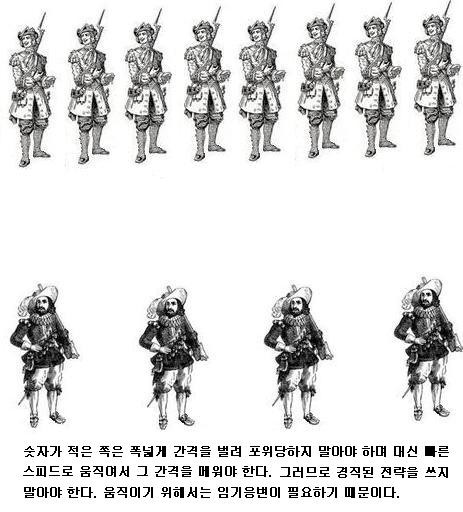 숫자가 적은 쪽은 폭넓게 간격을 벌려 포위당하지 말아야 하며 대신 빠른
스피드로 움직여서 그 간격을 메워야 한다. 그러므로 경직된 전략을 쓰지
말아야 한다. 움직이기 위해서는 임기응변이 필요하기 때문이다.